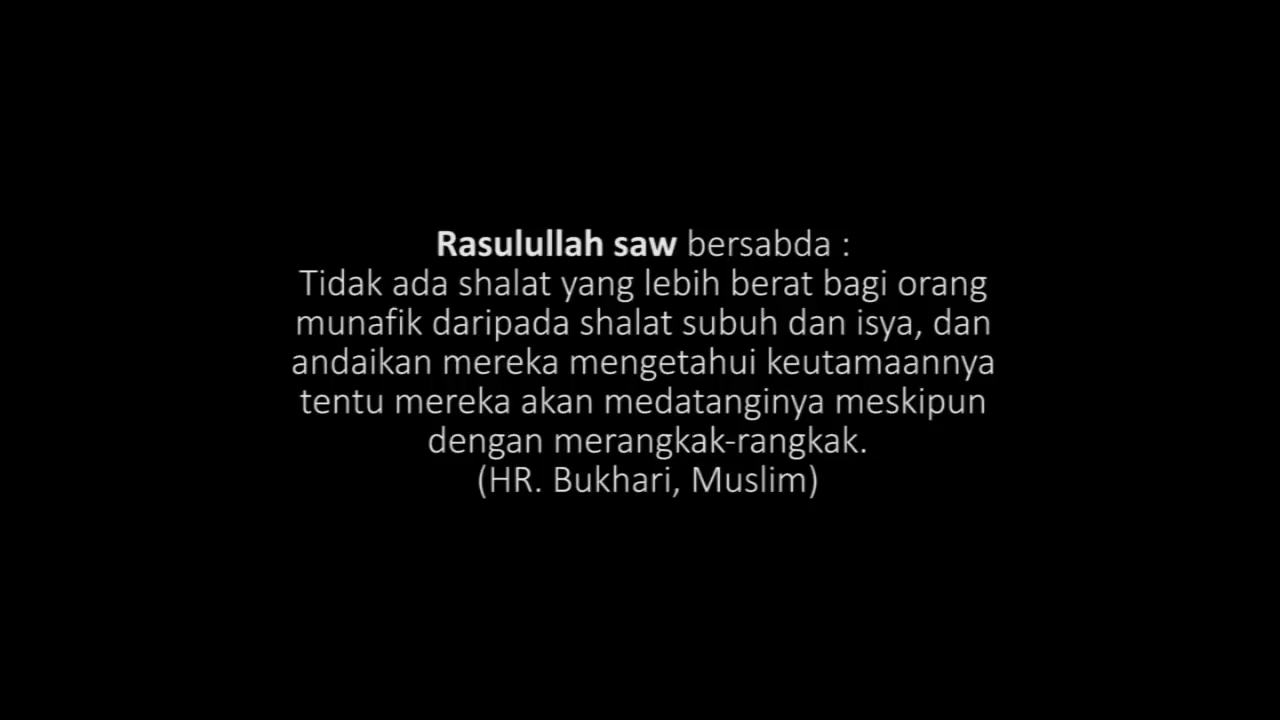 Rasulullah saw bersabda :
Tidak ada shalat yang lebih berat bagi orang
munafik daripada shalat subuh dan isya, dan
andaikan mereka mengetahui keutamaannya
tentu mereka akan medatanginya meskipun
dengan merangkak-rangkak.
(HR. Bukhari, Muslim)